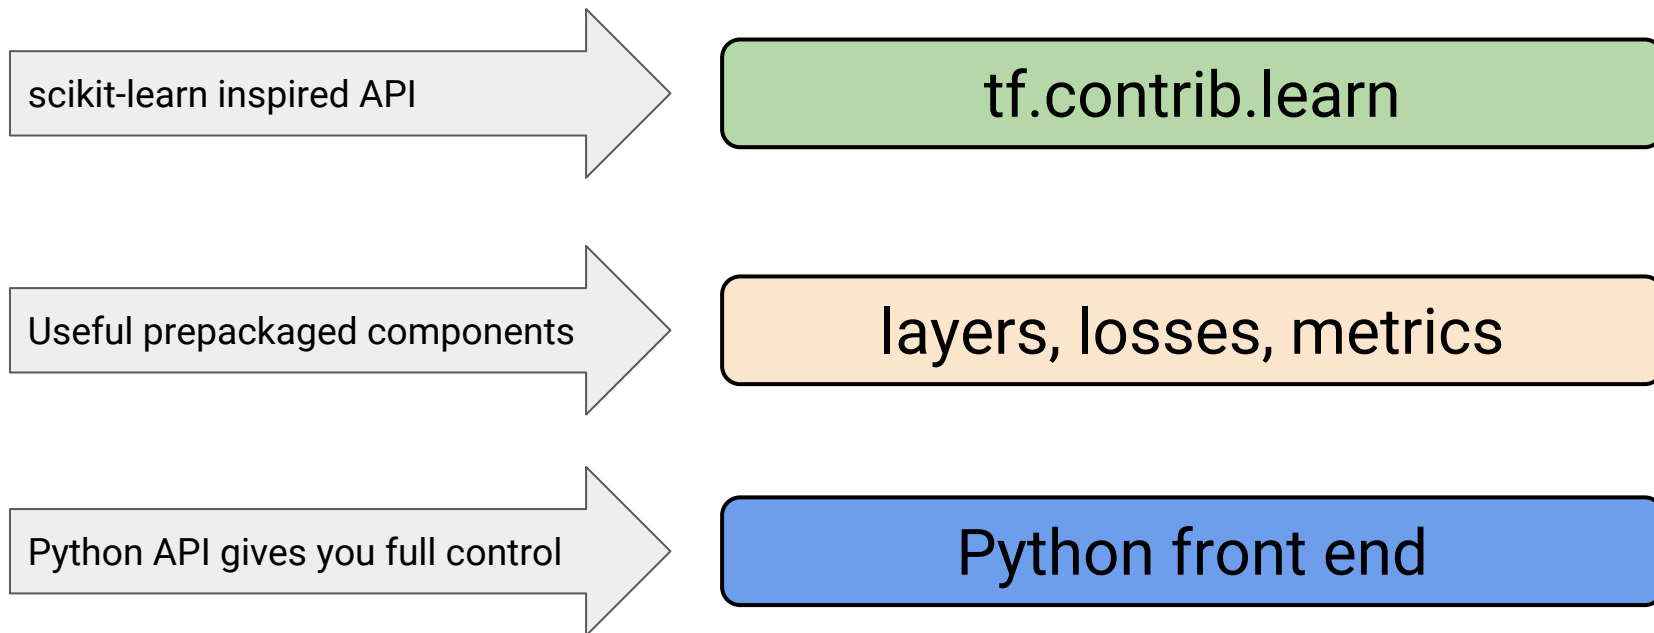 scikit-learn inspired API
tf.contrib.learn
Useful prepackaged components
layers, losses, metrics
Python API gives you full control
Python front end